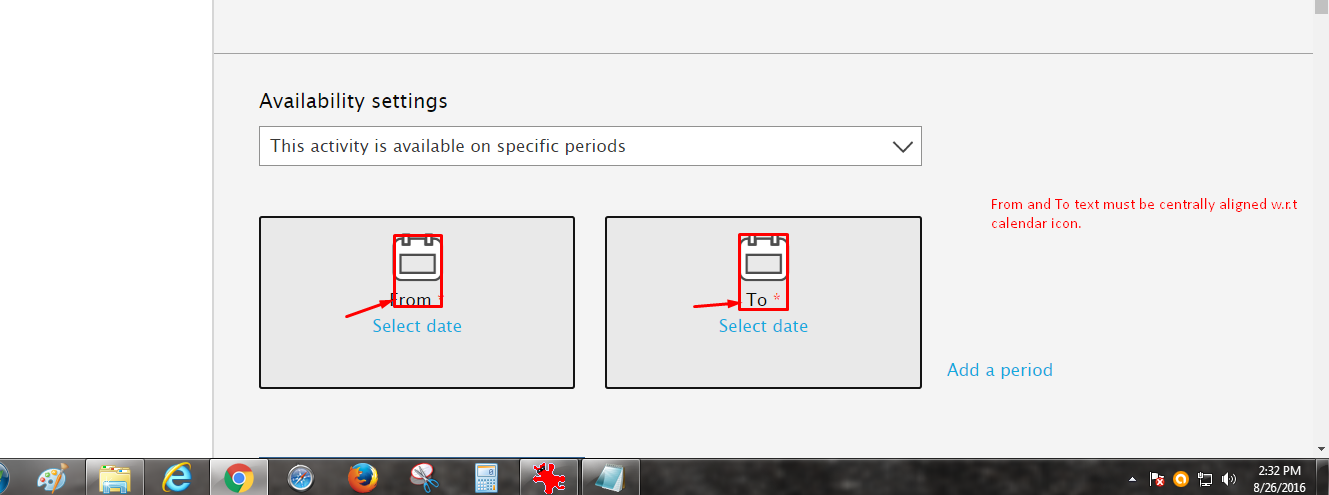 Availability settings
This activity is available on specific periods
From and To text must be centrally aligned w.r.t
calendar icon.
From *
To *
Select date
Select date
Add a period
2:32 PM
8/26/2016